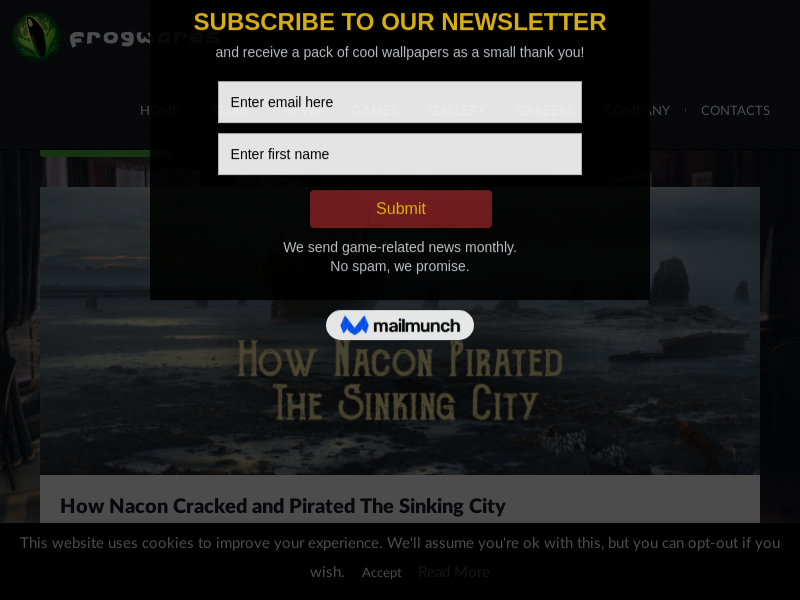 SUBSCRIBE TO OUR NEWSLETTER
and receive a pack of cool wallpapers as a small thank you!
frogwares
Enter email here
HOME NEWS GAMES GALLERY CAREERS COMPANY CONTACTS
Enter first name
Submit
We send game-related news monthly.
No spam, we promise.
mailmunch
How Nacon Pirated
The Sinking City
How Nacon Cracked and Pirated The Sinking City
This website uses cookies to improve your experience. We'll assume you're ok with this, but you can opt-out if you
wish. Accept Read More